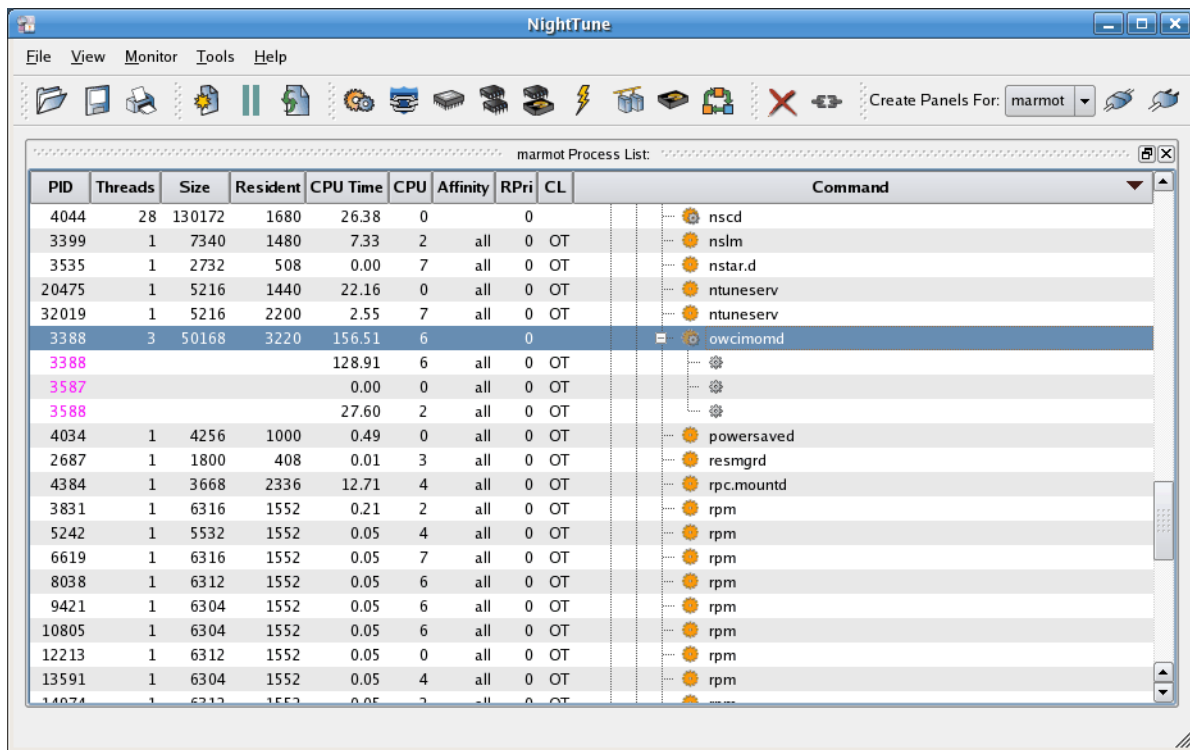 NightTune
File View Monitor Tools Help
Create Panels For: marmot
marmot Process List:
PID Threads Size Resident CPU Time CPU Affinity RPri CL Command
4044 28 130172 1680 26.38 0 0 nscd
3399 1 7340 1480 7.33 2 all 0 OT nslm
3535 1 2732 508 0.00 7 all 0 OT nstar.d
20475 1 5216 1440 22.16 0 all 0 OT ntuneserv
32019 1 5216 2200 2.55 7 all 0 OT ntuneserv
3388 3 50168 3220 156.51 6 0 owcimomd
3388 128.91 6 all 0 OT
3587 0.00 0 all 0 OT
3588 27.60 2 all 0 OT
4034 1 4256 1000 0.49 0 all 0 OT powersaved
2687 1 1800 408 0.01 3 all 0 OT resmgrd
4384 1 3668 2336 12.71 4 all 0 OT rpc.mountd
3831 1 6316 1552 0.21 2 all 0 OT rpm
5242 1 5532 1552 0.05 4 all 0 OT rpm
6619 1 6316 1552 0.05 7 all 0 OT rpm
8038 1 6312 1552 0.05 6 all 0 OT rpm
9421 1 6304 1552 0.05 6 all 0 OT rpm
10805 1 6304 1552 0.05 6 all 0 OT rpm
12213 1 6312 1552 0.05 0 all 0 OT rpm
13591 1 6304 1552 0.05 4 all 0 OT rpm